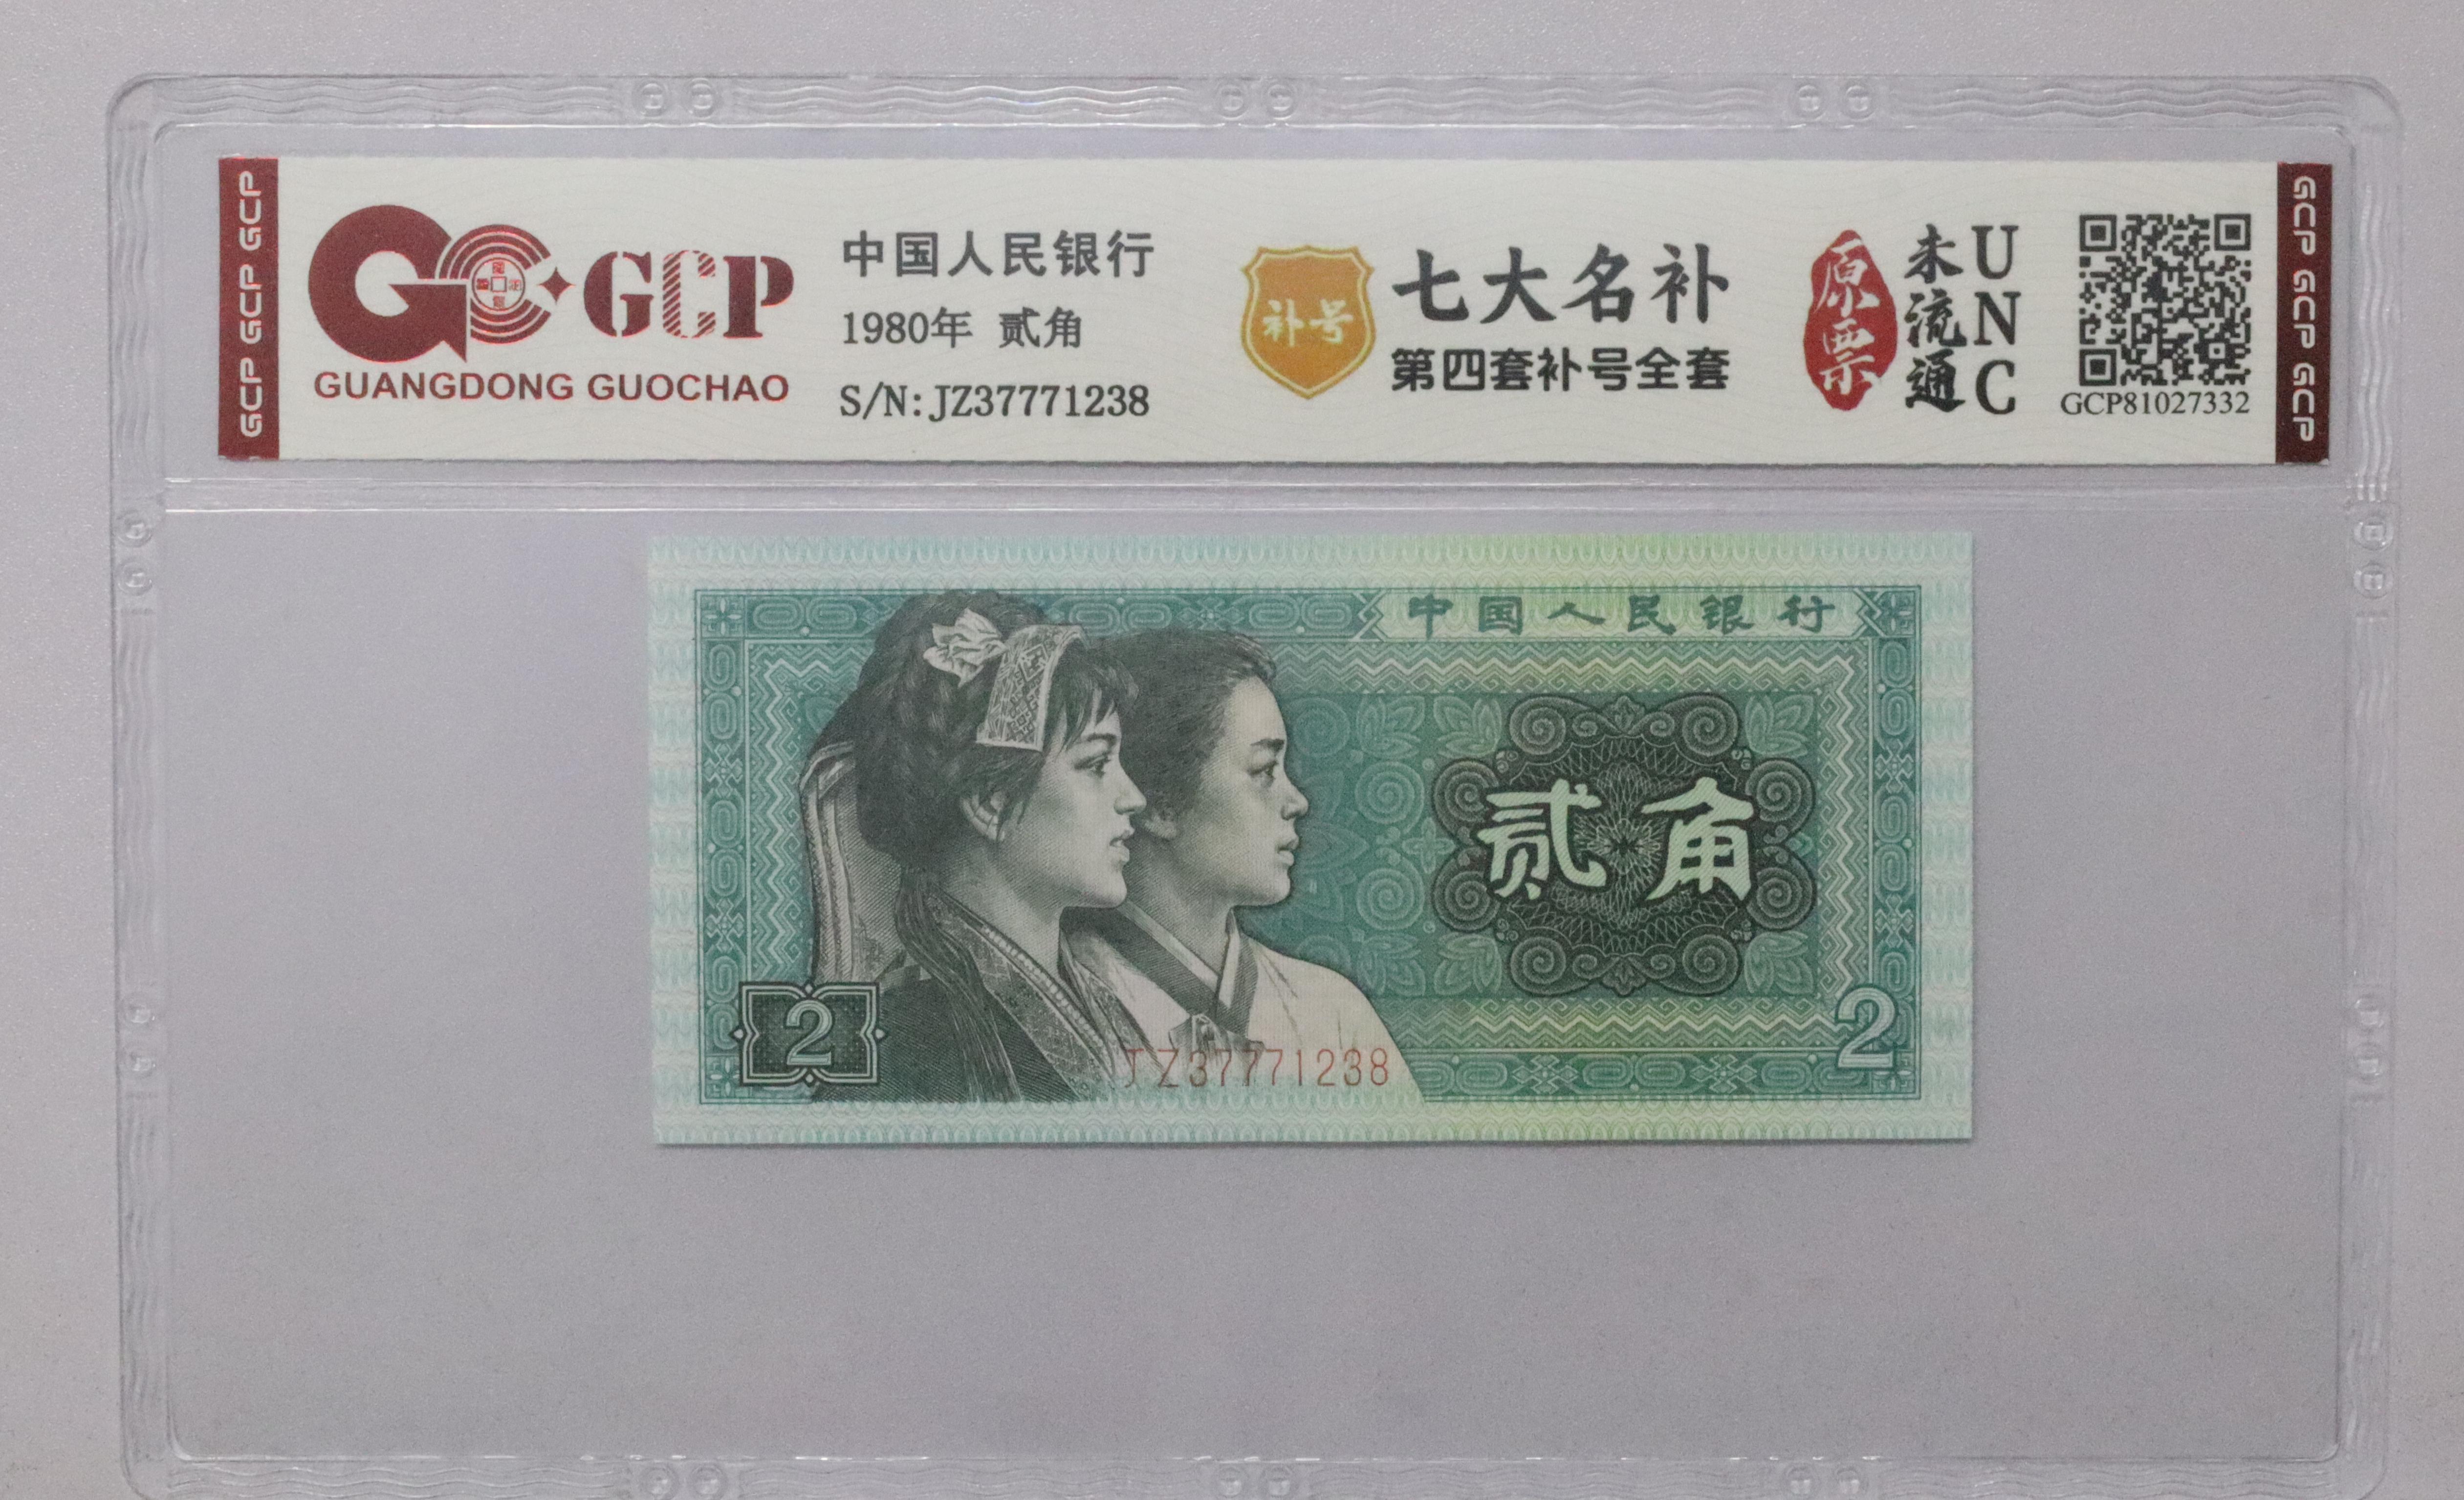 GCP GCP GCP
GCP
GUANGDONG GUOCHAO
中国人民银行
1980年 贰角
S/N: JZ37771238
补号
七大名补
第四套补号全套
原票
未流通
UNC
GCP81027332
GCP GCP GCP
中国人民银行
贰角
2
2
JZ37771238